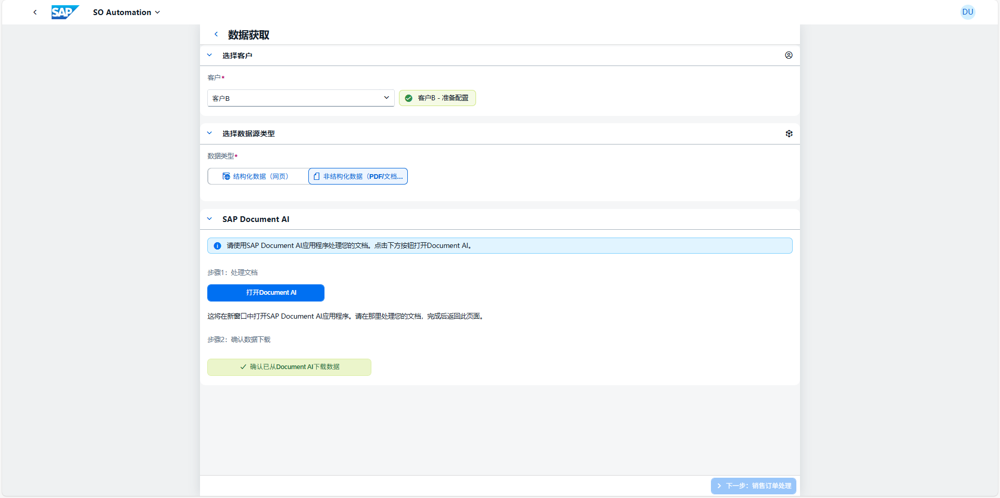 SAP SO Automation DU
数据获取
选择客户
客户*
客户B 客户B - 准备配置
选择数据源类型
数据类型*
结构化数据（网页） 非结构化数据（PDF/文档...
SAP Document AI
请使用SAP Document AI应用程序处理您的文档。点击下方按钮打开Document AI。
步骤1：处理文档
打开Document AI
这将在新窗口中打开SAP Document AI应用程序。请在那里处理您的文档，完成后返回此页面。
步骤2：确认数据下载
确认已从Document AI下载数据
下一步：销售订单处理